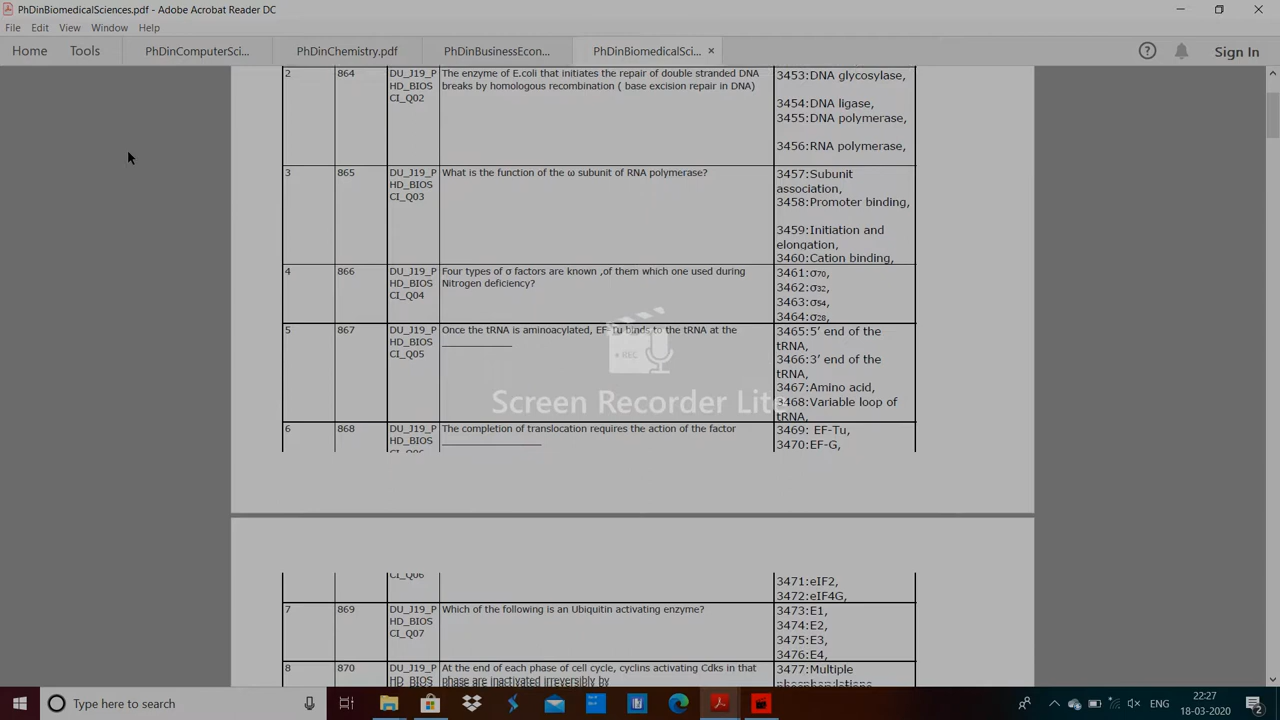 PhDinBiomedicalSciences.pdf - Adobe Acrobat Reader DC
File Edit View Window Help
Home Tools PhDinComputerSci... PhDinChemistry.pdf PhDinBusinessEcon... PhDinBiomedicalSci... × Sign In
2 864 DU_J19_P The enzyme of E.coli that initiates the repair of double stranded DNA 3453:DNA glycosylase,
HD_BIOS breaks by homologous recombination ( base excision repair in DNA)
CI_Q02 3454:DNA ligase,
3455:DNA polymerase,
3456:RNA polymerase,
3 865 DU_J19_P What is the function of the ω subunit of RNA polymerase? 3457:Subunit
HD_BIOS association,
CI_Q03 3458:Promoter binding,
3459:Initiation and
elongation,
3460:Cation binding,
4 866 DU_J19_P Four types of σ factors are known ,of them which one used during 3461:σ70,
HD_BIOS Nitrogen deficiency? 3462:σ32,
CI_Q04 3463:σ54,
3464:σ28,
5 867 DU_J19_P Once the tRNA is aminoacylated, EF-Tu binds to the tRNA at the 3465:5’ end of the
HD_BIOS ______________ tRNA,
CI_Q05 3466:3’ end of the
tRNA,
3467:Amino acid,
3468:Variable loop of
tRNA,
REC
Screen Recorder Lite
6 868 DU_J19_P The completion of translocation requires the action of the factor 3469: EF-Tu,
HD_BIOS ____________________ 3470:EF-G,
CI_Q06 3471:eIF2,
3472:eIF4G,
7 869 DU_J19_P Which of the following is an Ubiquitin activating enzyme? 3473:E1,
HD_BIOS 3474:E2,
CI_Q07 3475:E3,
3476:E4,
8 870 DU_J19_P At the end of each phase of cell cycle, cyclins activating Cdks in that 3477:Multiple
HD_BIOS phase are inactivated irreversibly by phosphorylations
Type here to search ENG 22:27
18-03-2020 2